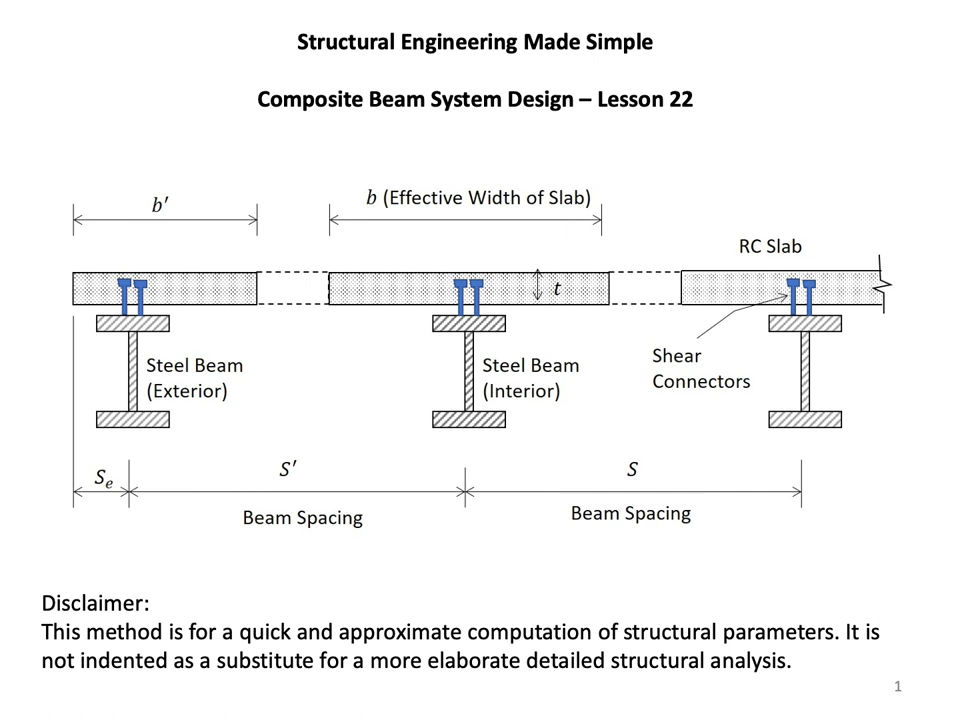 Structural Engineering Made Simple
Composite Beam System Design – Lesson 22
b′
b (Effective Width of Slab)
RC Slab
t
Steel Beam
(Exterior)
Steel Beam
(Interior)
Shear
Connectors
Se
S′
S
Beam Spacing
Beam Spacing
Disclaimer:
This method is for a quick and approximate computation of structural parameters. It is
not indented as a substitute for a more elaborate detailed structural analysis.
1